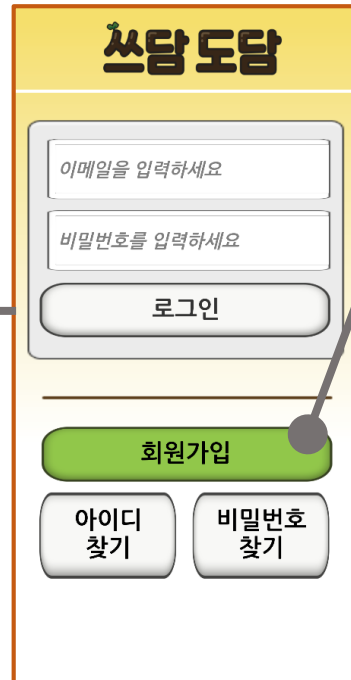 쓰담 도담
이메일을 입력하세요
비밀번호를 입력하세요
로그인
회원가입
아이디
찾기
비밀번호
찾기